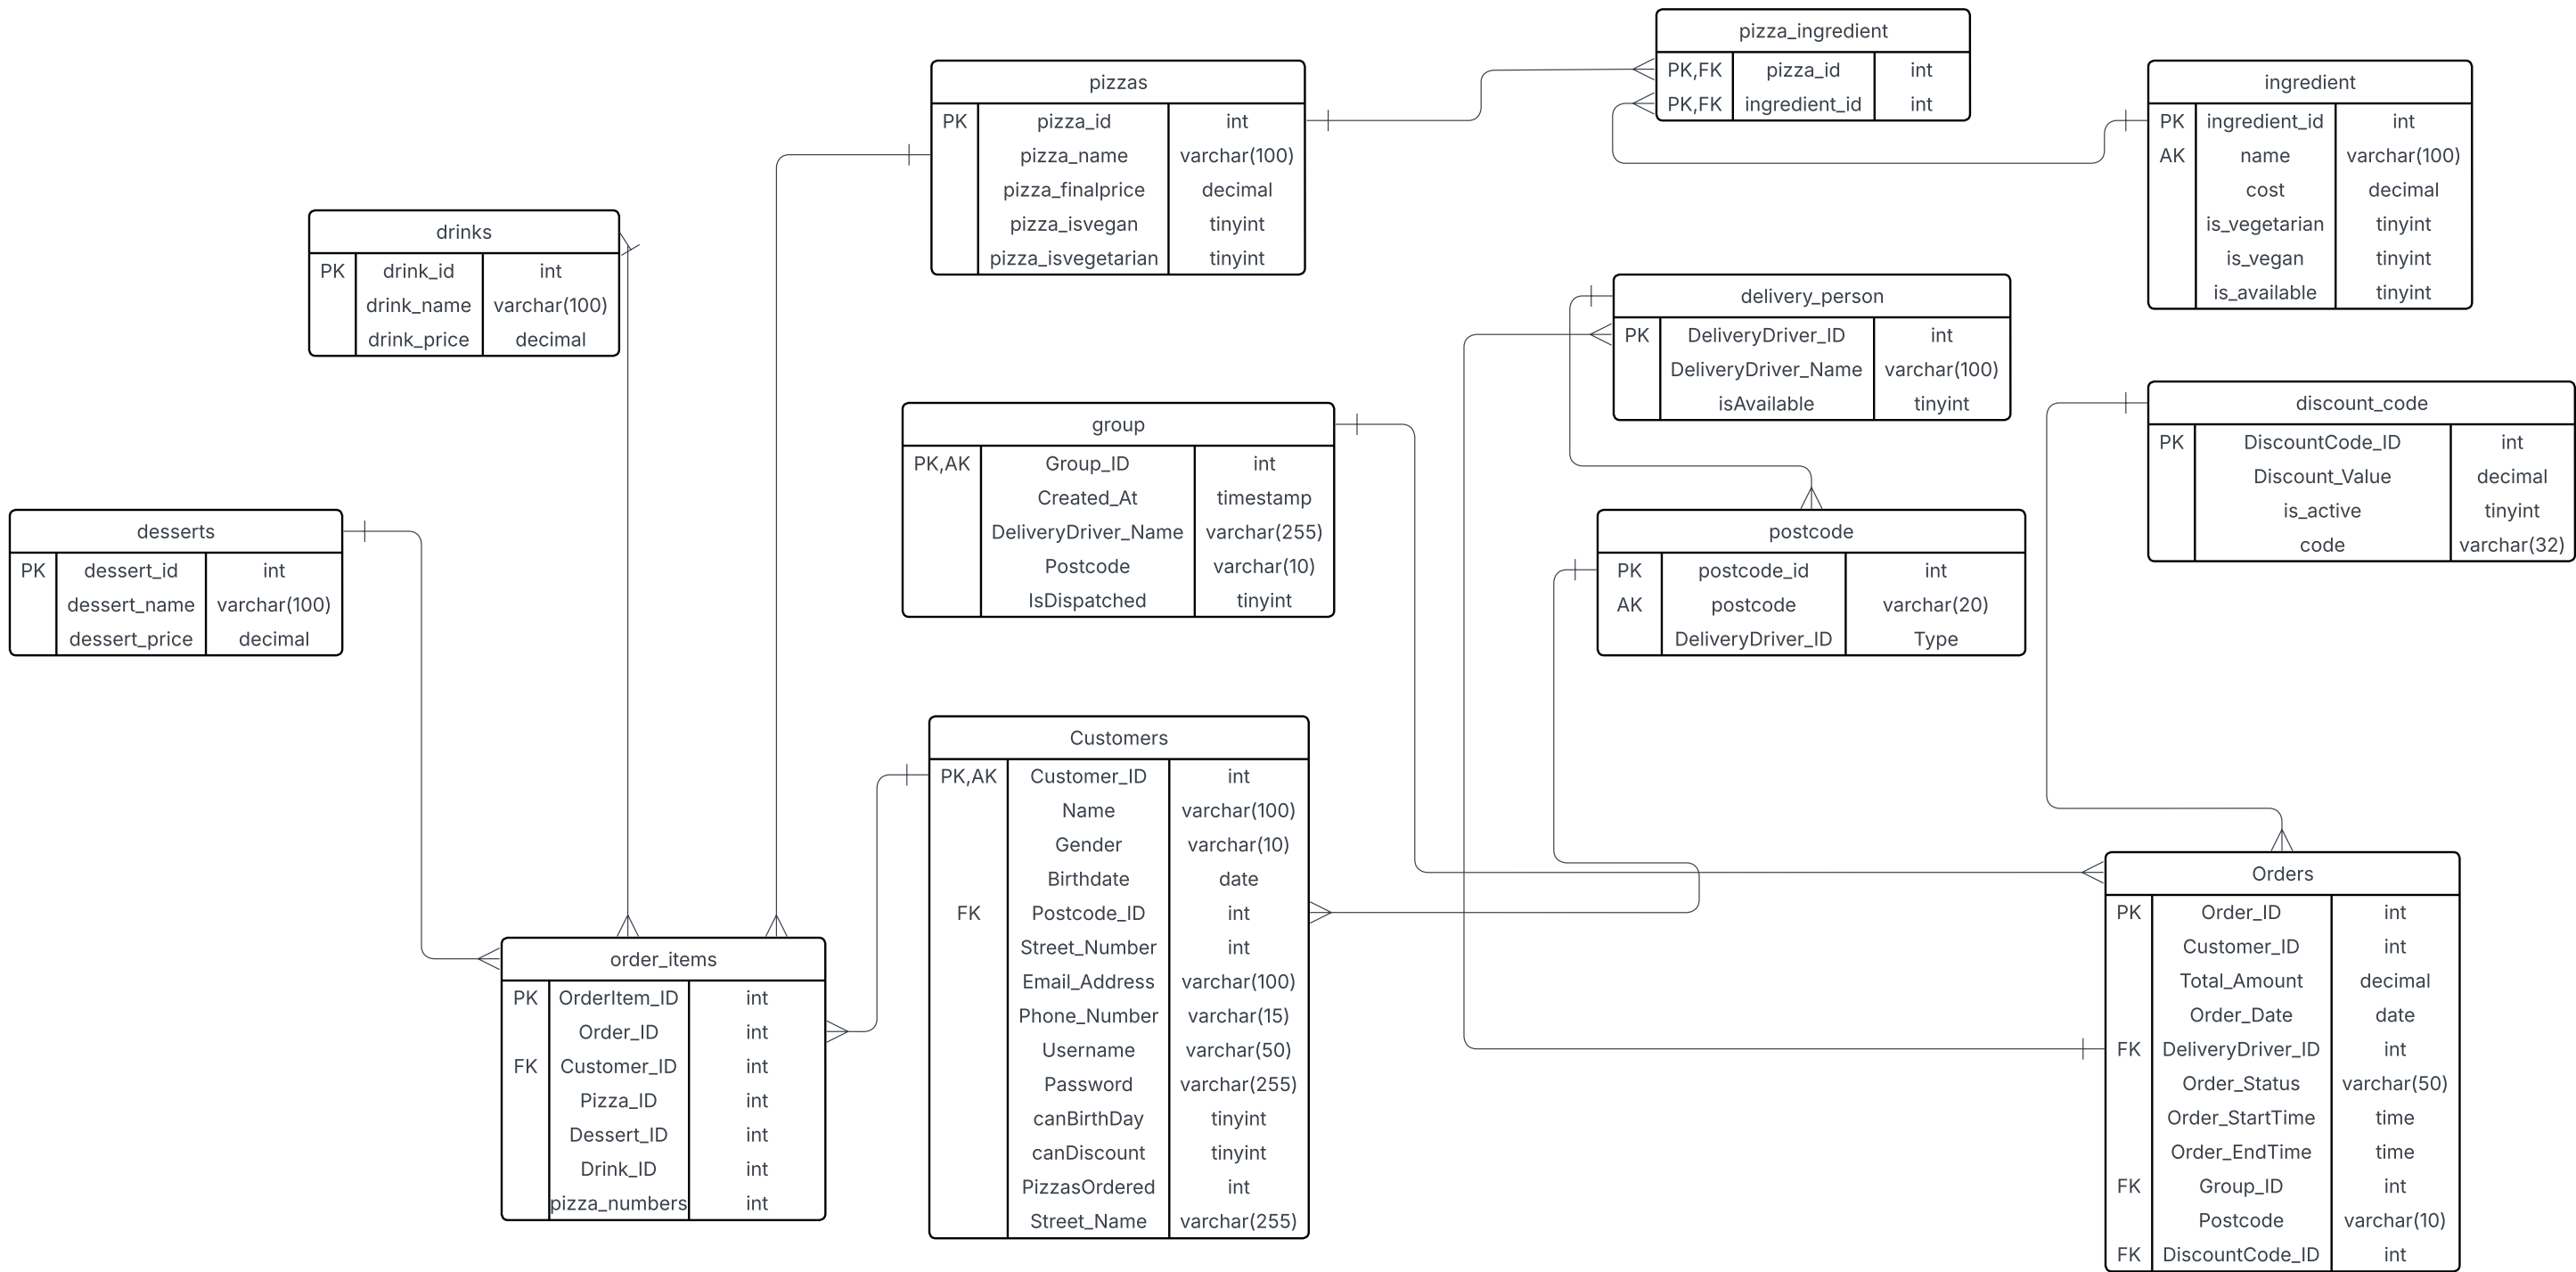 pizza_ingredient
PK,FK pizza_id int
PK,FK ingredient_id int
pizzas
PK pizza_id int
pizza_name varchar(100)
pizza_finalprice decimal
pizza_isvegan tinyint
pizza_isvegetarian tinyint
ingredient
PK ingredient_id int
AK name varchar(100)
cost decimal
is_vegetarian tinyint
is_vegan tinyint
is_available tinyint
drinks
PK drink_id int
drink_name varchar(100)
drink_price decimal
delivery_person
PK DeliveryDriver_ID int
DeliveryDriver_Name varchar(100)
isAvailable tinyint
discount_code
PK DiscountCode_ID int
Discount_Value decimal
is_active tinyint
code varchar(32)
group
PK,AK Group_ID int
Created_At timestamp
DeliveryDriver_Name varchar(255)
Postcode varchar(10)
IsDispatched tinyint
desserts
PK dessert_id int
dessert_name varchar(100)
dessert_price decimal
postcode
PK postcode_id int
AK postcode varchar(20)
DeliveryDriver_ID Type
Customers
PK,AK Customer_ID int
Name varchar(100)
Gender varchar(10)
Birthdate date
FK Postcode_ID int
Street_Number int
Email_Address varchar(100)
Phone_Number varchar(15)
Username varchar(50)
Password varchar(255)
canBirthDay tinyint
canDiscount tinyint
PizzasOrdered int
Street_Name varchar(255)
Orders
PK Order_ID int
Customer_ID int
Total_Amount decimal
Order_Date date
FK DeliveryDriver_ID int
Order_Status varchar(50)
Order_StartTime time
Order_EndTime time
FK Group_ID int
Postcode varchar(10)
FK DiscountCode_ID int
order_items
PK OrderItem_ID int
Order_ID int
FK Customer_ID int
Pizza_ID int
Dessert_ID int
Drink_ID int
pizza_numbers int